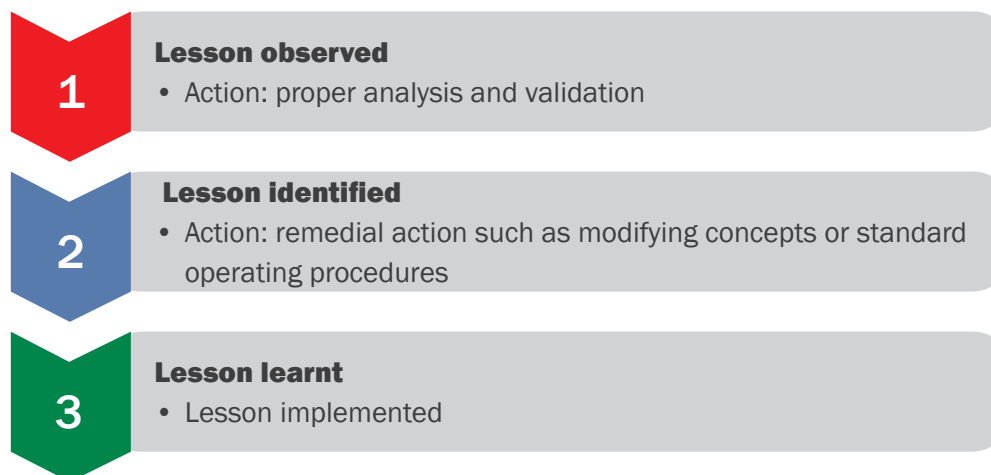 1
Lesson observed
• Action: proper analysis and validation
2
Lesson identified
• Action: remedial action such as modifying concepts or standard
operating procedures
3
Lesson learnt
• Lesson implemented